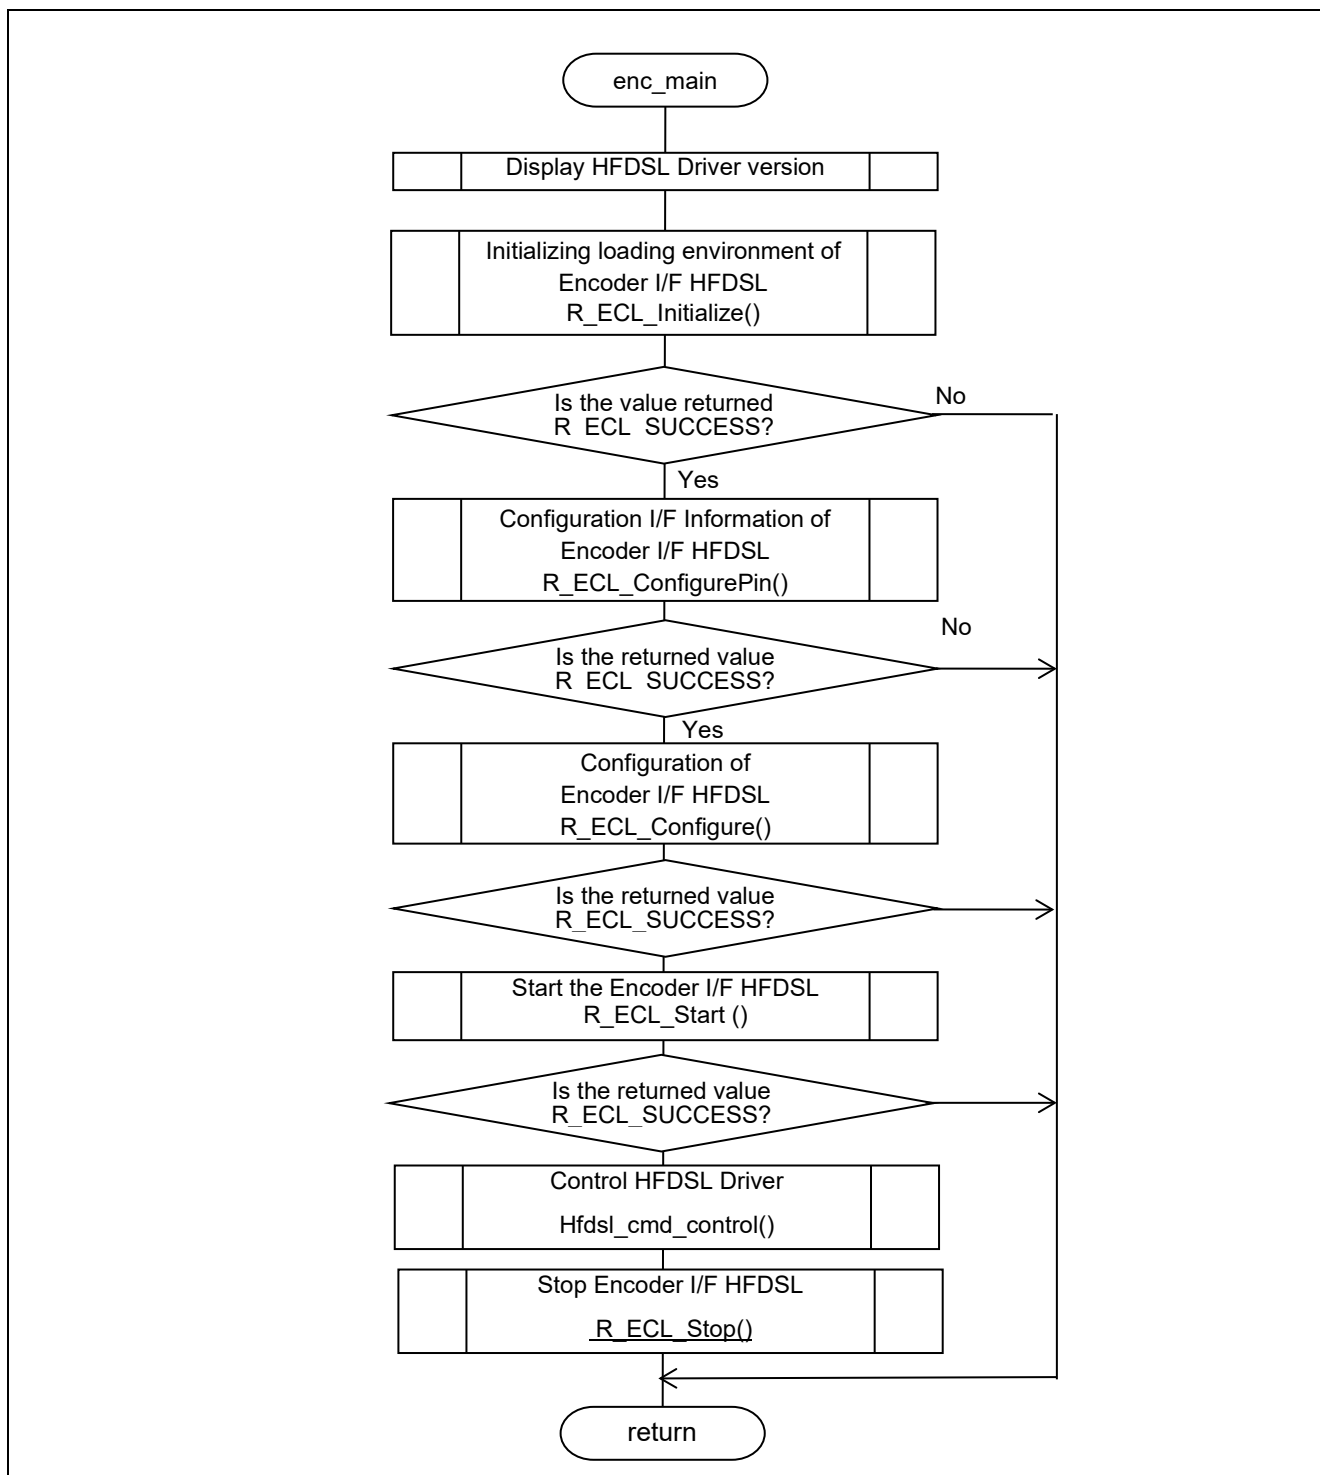 enc_main
Display HFDSL Driver version
Initializing loading environment of
Encoder I/F HFDSL
R_ECL_Initialize()
Is the value returned
R_ECL_SUCCESS?
No
Yes
Configuration I/F Information of
Encoder I/F HFDSL
R_ECL_ConfigurePin()
No
Is the returned value
R_ECL_SUCCESS?
Yes
Configuration of
Encoder I/F HFDSL
R_ECL_Configure()
Is the returned value
R_ECL_SUCCESS?
Start the Encoder I/F HFDSL
R_ECL_Start ()
Is the returned value
R_ECL_SUCCESS?
Control HFDSL Driver
Hfdsl_cmd_control()
Stop Encoder I/F HFDSL
R_ECL_Stop()
return